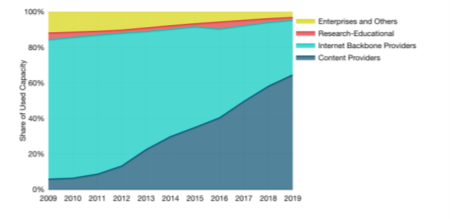 100%
80%
60%
40%
20%
0%
Share of Used Capacity
2009 2010 2011 2012 2013 2014 2015 2016 2017 2018 2019
Enterprises and Others
Research-Educational
Internet Backbone Providers
Content Providers